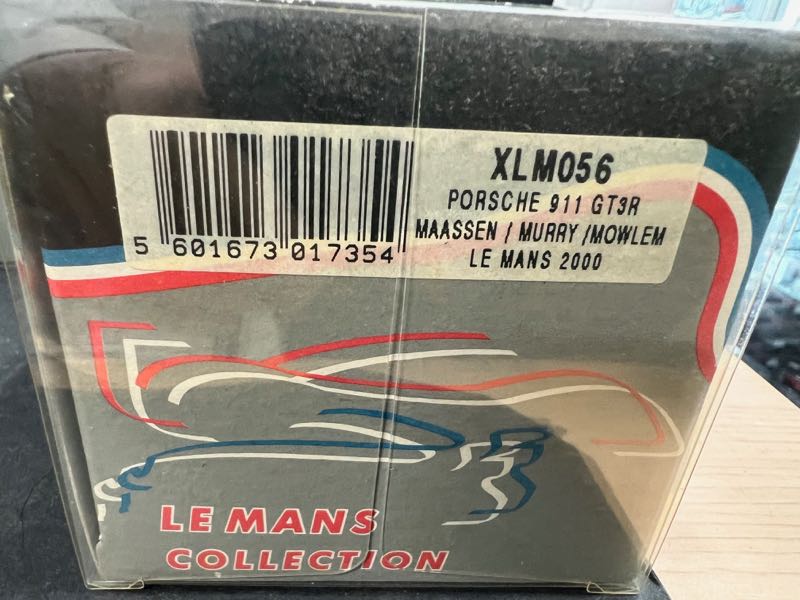 XLM056
PORSCHE 911 GT3R
MAASSEN / MURRY /MOWLEM
LE MANS 2000
5 601673 017354
LE MANS
COLLECTION